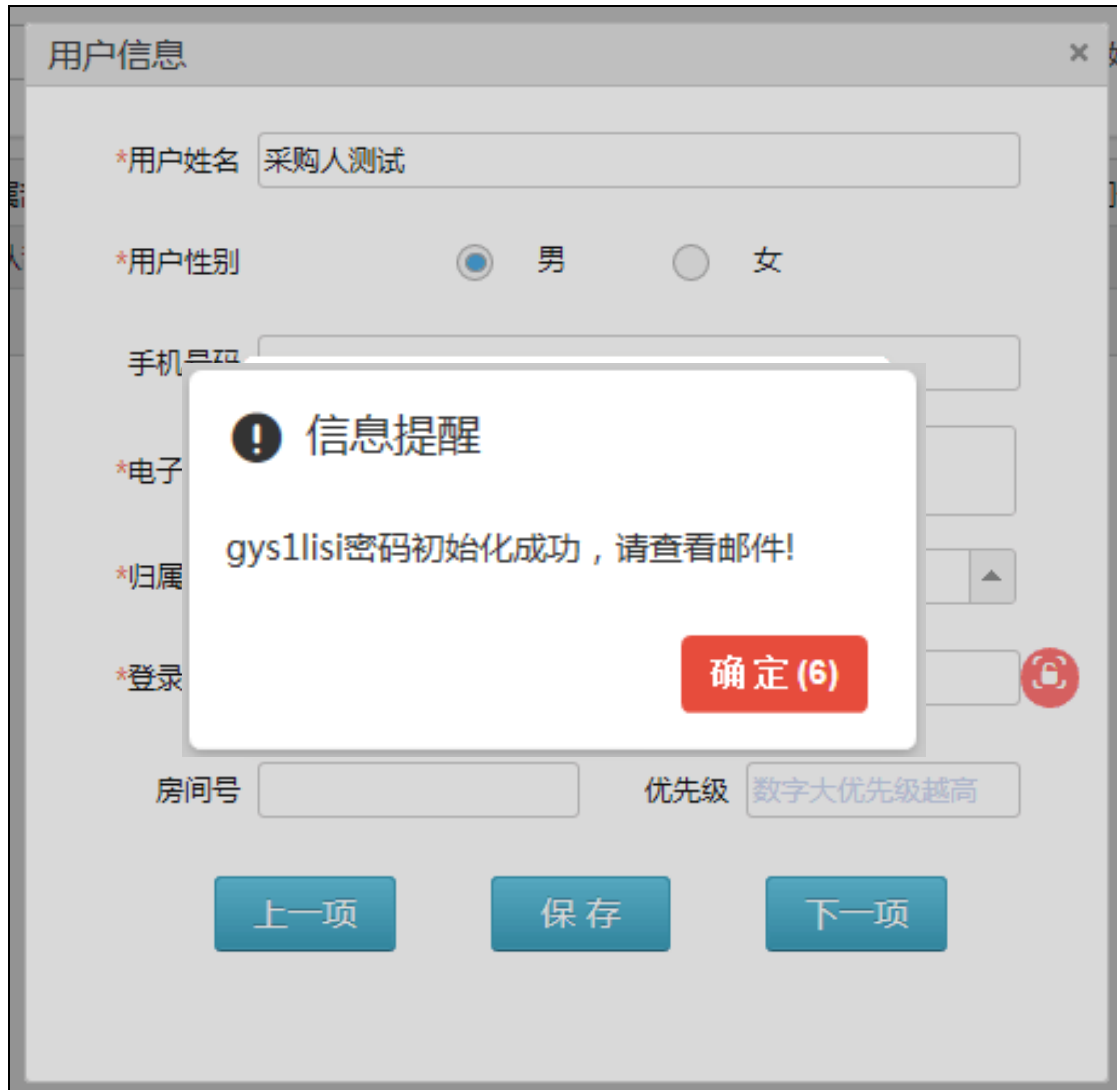 用户信息
*用户姓名 采购人测试
*用户性别 男 女
手机号码
信息提醒
*电子
gys1lisi密码初始化成功，请查看邮件!
*归属
确 定 (6)
*登录
房间号 优先级 数字大优先级越高
上一项 保 存 下一项